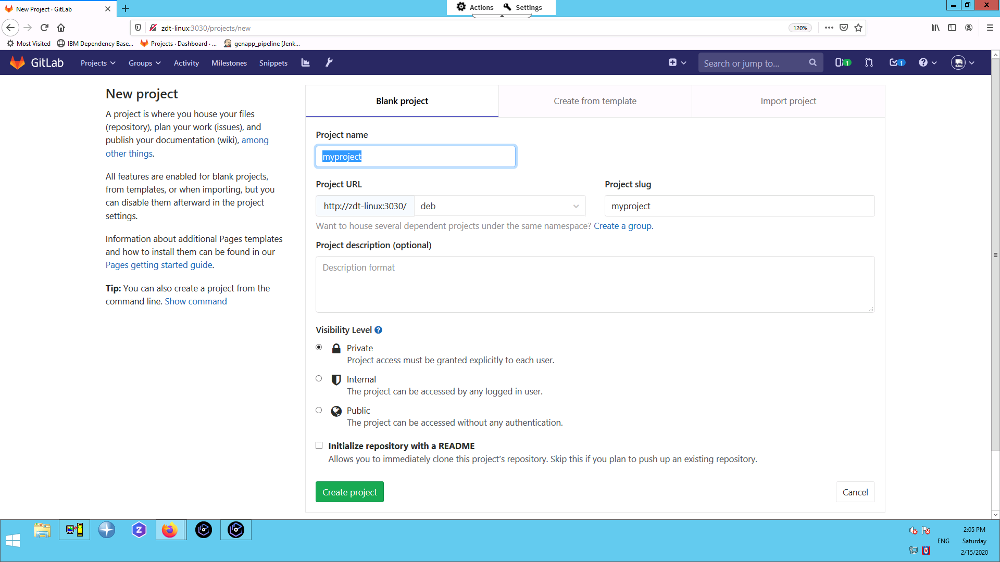 New Project · GitLab
Actions
Settings
zdt-linux:3030/projects/new
120%
Most Visited
IBM Dependency Base...
Projects · Dashboard · ...
genapp_pipeline [Jenk...
GitLab
Projects
Groups
Activity
Milestones
Snippets
Search or jump to...
1
1
New project
A project is where you house your files
(repository), plan your work (issues), and
publish your documentation (wiki), among
other things.
All features are enabled for blank projects,
from templates, or when importing, but you
can disable them afterward in the project
settings.
Information about additional Pages templates
and how to install them can be found in our
Pages getting started guide.
Tip: You can also create a project from the
command line. Show command
Blank project
Create from template
Import project
Project name
myproject
Project URL
Project slug
http://zdt-linux:3030/
deb
myproject
Want to house several dependent projects under the same namespace? Create a group.
Project description (optional)
Description format
Visibility Level
Private
Project access must be granted explicitly to each user.
Internal
The project can be accessed by any logged in user.
Public
The project can be accessed without any authentication.
Initialize repository with a README
Allows you to immediately clone this project's repository. Skip this if you plan to push up an existing repository.
Create project
Cancel
Z
2:05 PM
ENG
Saturday
2/15/2020